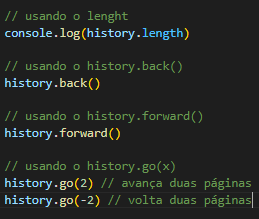 // usando o lenght
console.log(history.length)
// usando o history.back()
history.back()
// usando o history.forward()
history.forward()
// usando o history.go(x)
history.go(2) // avança duas páginas
history.go(-2) // volta duas páginas